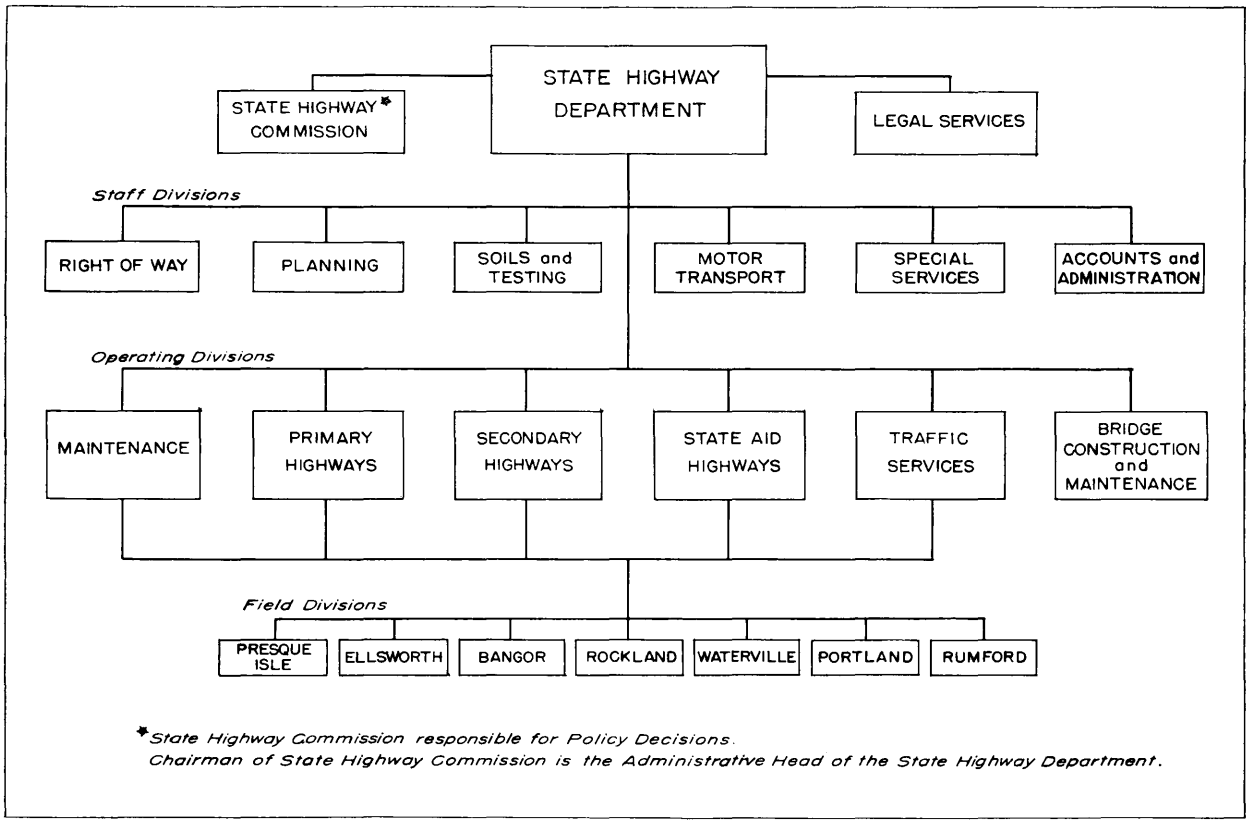 STATE HIGHWAY
DEPARTMENT
STATE HIGHWAY*
COMMISSION
LEGAL SERVICES
Staff Divisions
RIGHT OF WAY
PLANNING
SOILS and
TESTING
MOTOR
TRANSPORT
SPECIAL
SERVICES
ACCOUNTS and
ADMINISTRATION
Operating Divisions
MAINTENANCE
PRIMARY
HIGHWAYS
SECONDARY
HIGHWAYS
STATE AID
HIGHWAYS
TRAFFIC
SERVICES
BRIDGE
CONSTRUCTION
and
MAINTENANCE
Field Divisions
PRESQUE
ISLE
ELLSWORTH
BANGOR
ROCKLAND
WATERVILLE
PORTLAND
RUMFORD
*State Highway Commission responsible for Policy Decisions.
Chairman of State Highway Commission is the Administrative Head of the State Highway Department.